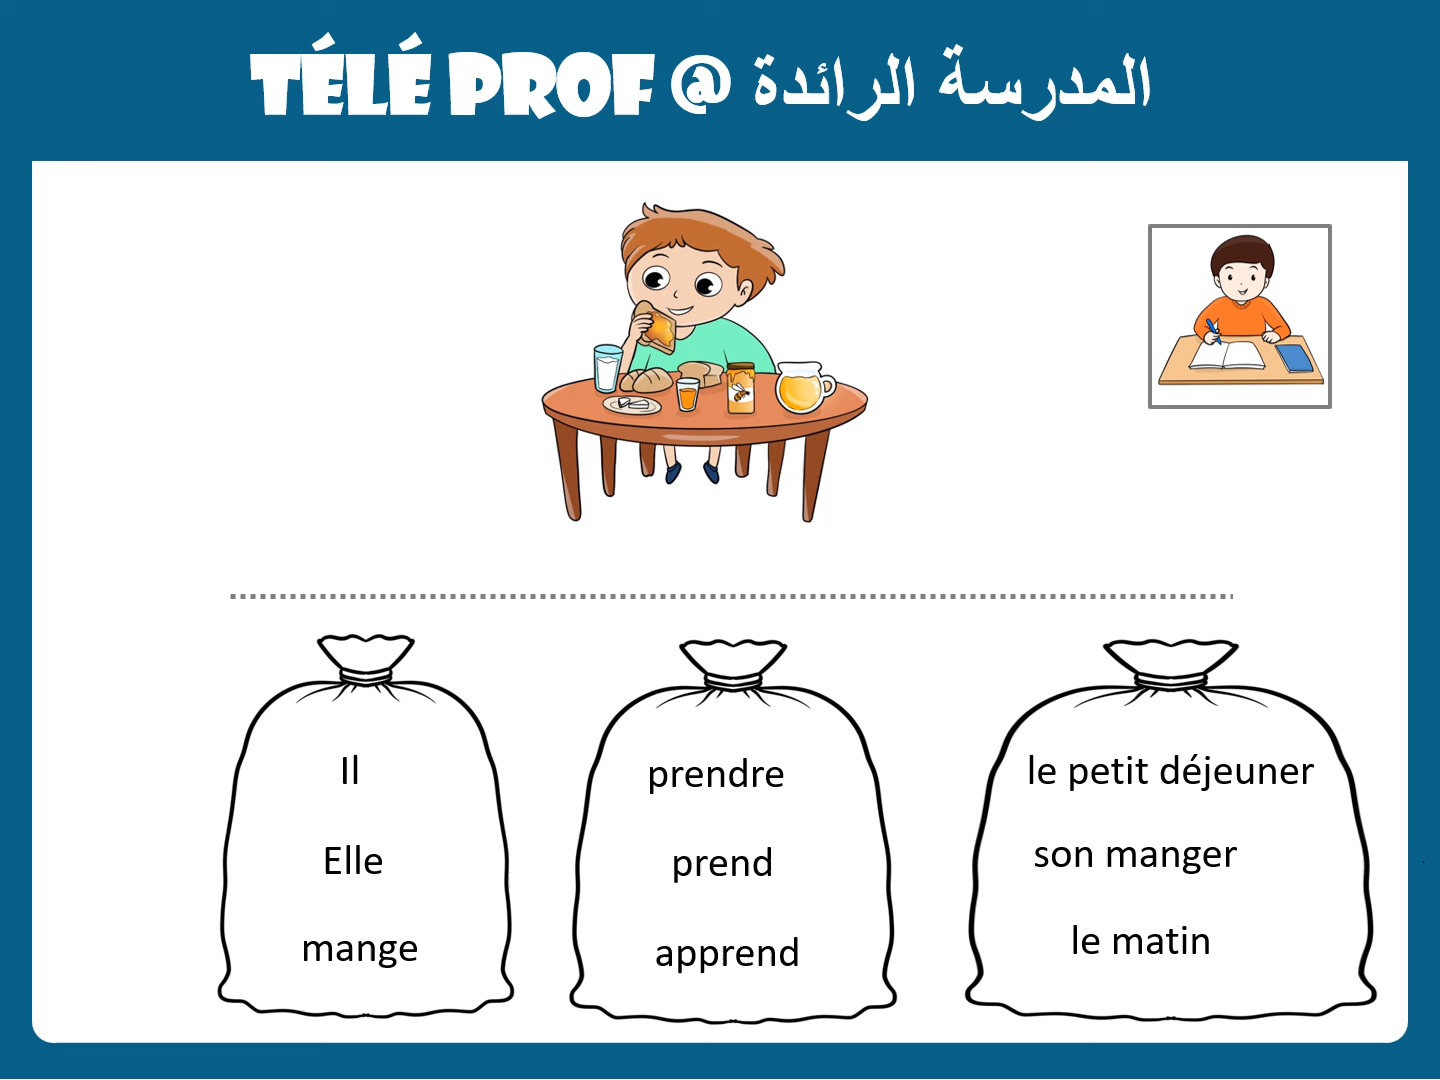 TÉLÉ PROF @ المدرسة الرائدة
Il
Elle
mange
prendre
prend
apprend
le petit déjeuner
son manger
le matin